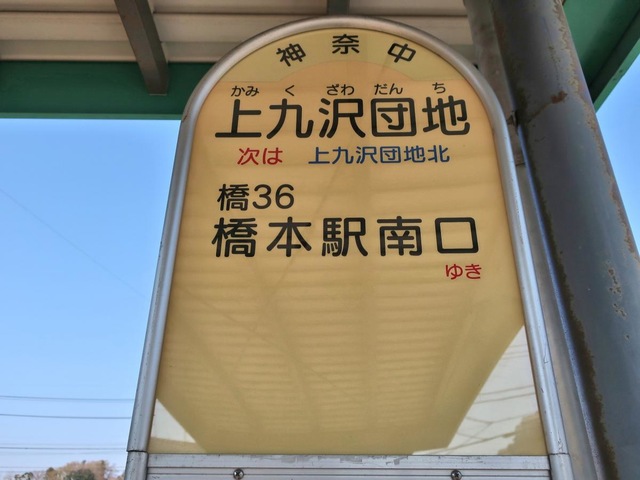 神奈中
かみくざわだんち
上九沢団地
次は 上九沢団地北
橋36
橋本駅南口
ゆき